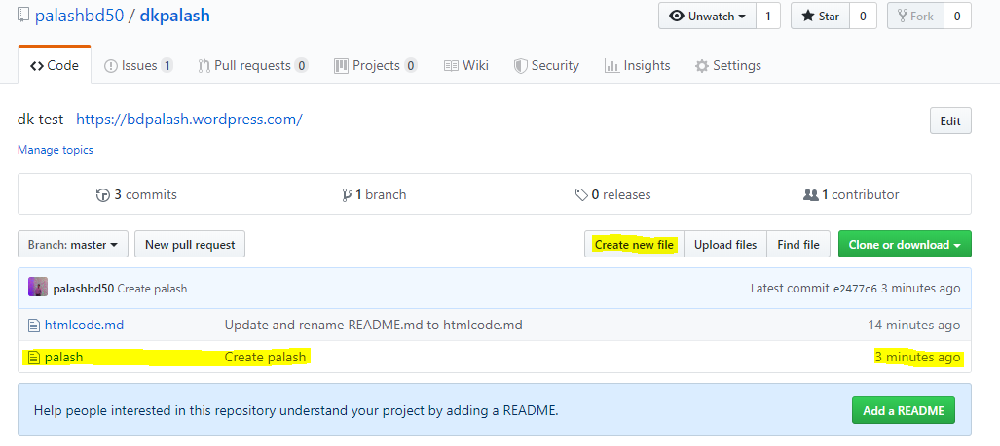 palashbd50 / dkpalash Unwatch 1 Star 0 Fork 0
Code Issues 1 Pull requests 0 Projects 0 Wiki Security Insights Settings
dk test https://bdpalash.wordpress.com/ Edit
Manage topics
3 commits 1 branch 0 releases 1 contributor
Branch: master New pull request Create new file Upload files Find file Clone or download
palashbd50 Create palash Latest commit e2477c6 3 minutes ago
htmlcode.md Update and rename README.md to htmlcode.md 14 minutes ago
palash Create palash 3 minutes ago
Help people interested in this repository understand your project by adding a README. Add a README